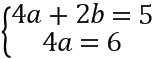 4a + 2b = 5
4a = 6